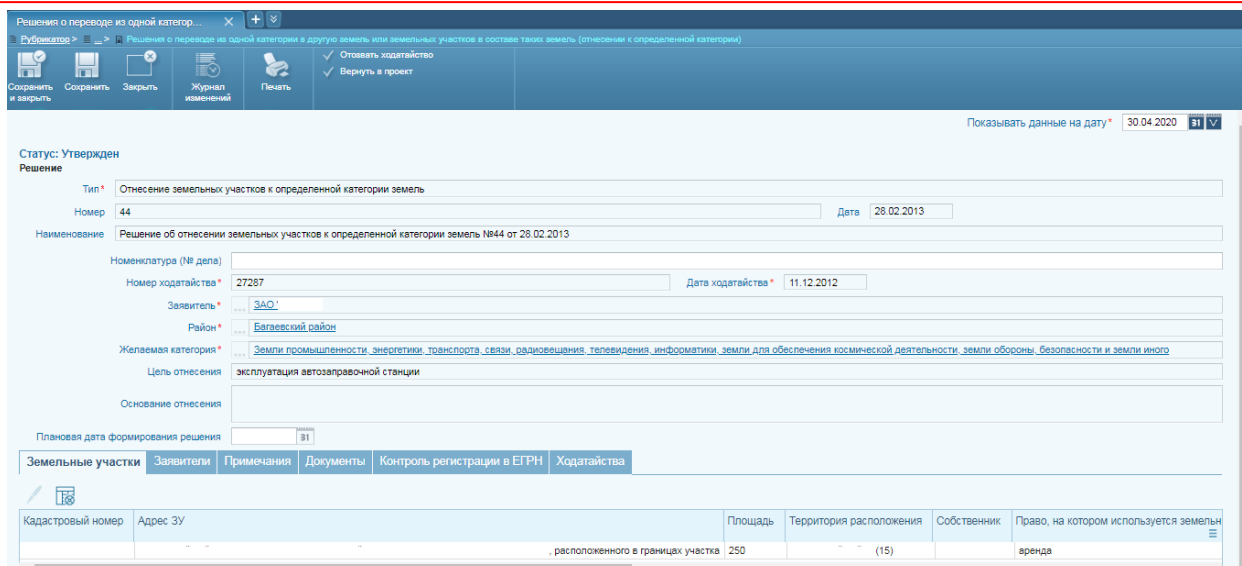 Решения о переводе из одной категор...
Рубрикатор > ... > Решения о переводе из одной категории в другую земель или земельных участков в составе таких земель (отнесении к определенной категории)
Сохранить и закрыть
Сохранить
Закрыть
Журнал изменений
Печать
Отозвать ходатайство
Вернуть в проект
Показывать данные на дату* 30.04.2020 31
Статус: Утвержден
Решение
Тип* Отнесение земельных участков к определенной категории земель
Номер 44 Дата 28.02.2013
Наименование Решение об отнесении земельных участков к определенной категории земель №44 от 28.02.2013
Номенклатура (№ дела)
Номер ходатайства* 27287 Дата ходатайства* 11.12.2012
Заявитель* ... ЗАО '
Район* ... Багаевский район
Желаемая категория* ... Земли промышленности, энергетики, транспорта, связи, радиовещания, телевидения, информатики, земли для обеспечения космической деятельности, земли обороны, безопасности и земли иного
Цель отнесения эксплуатация автозаправочной станции
Основание отнесения
Плановая дата формирования решения 31
Земельные участки Заявители Примечания Документы Контроль регистрации в ЕГРН Ходатайства
Кадастровый номер Адрес ЗУ Площадь Территория расположения Собственник Право, на котором используется земельн
, расположенного в границах участка 250 (15) аренда